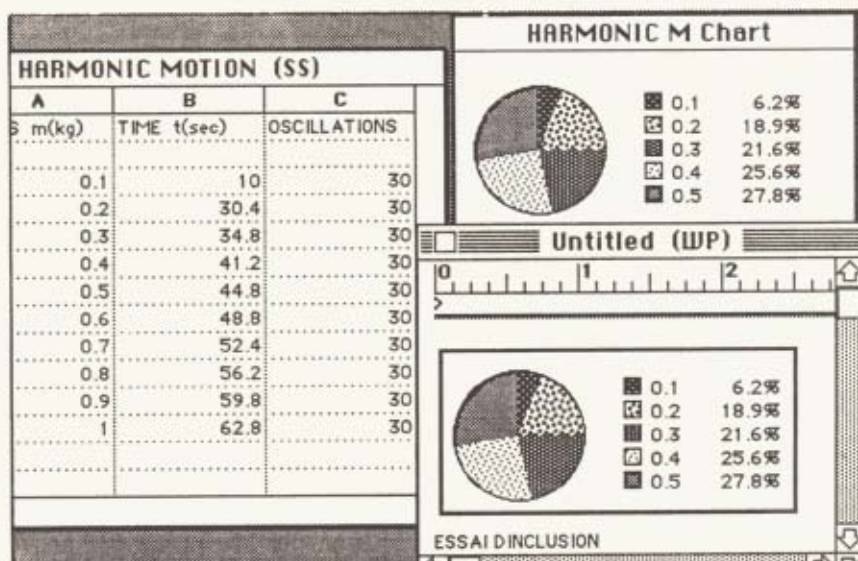 HARMONIC MOTION (SS)
A B C
S m(kg) TIME t(sec) OSCILLATIONS
0.1 10 30
0.2 30.4 30
0.3 34.8 30
0.4 41.2 30
0.5 44.8 30
0.6 48.8 30
0.7 52.4 30
0.8 56.2 30
0.9 59.8 30
1 62.8 30
HARMONIC M Chart
0.1 6.2%
0.2 18.9%
0.3 21.6%
0.4 25.6%
0.5 27.8%
Untitled (WP)
0 1 2
0.1 6.2%
0.2 18.9%
0.3 21.6%
0.4 25.6%
0.5 27.8%
ESSAI DINCLUSION